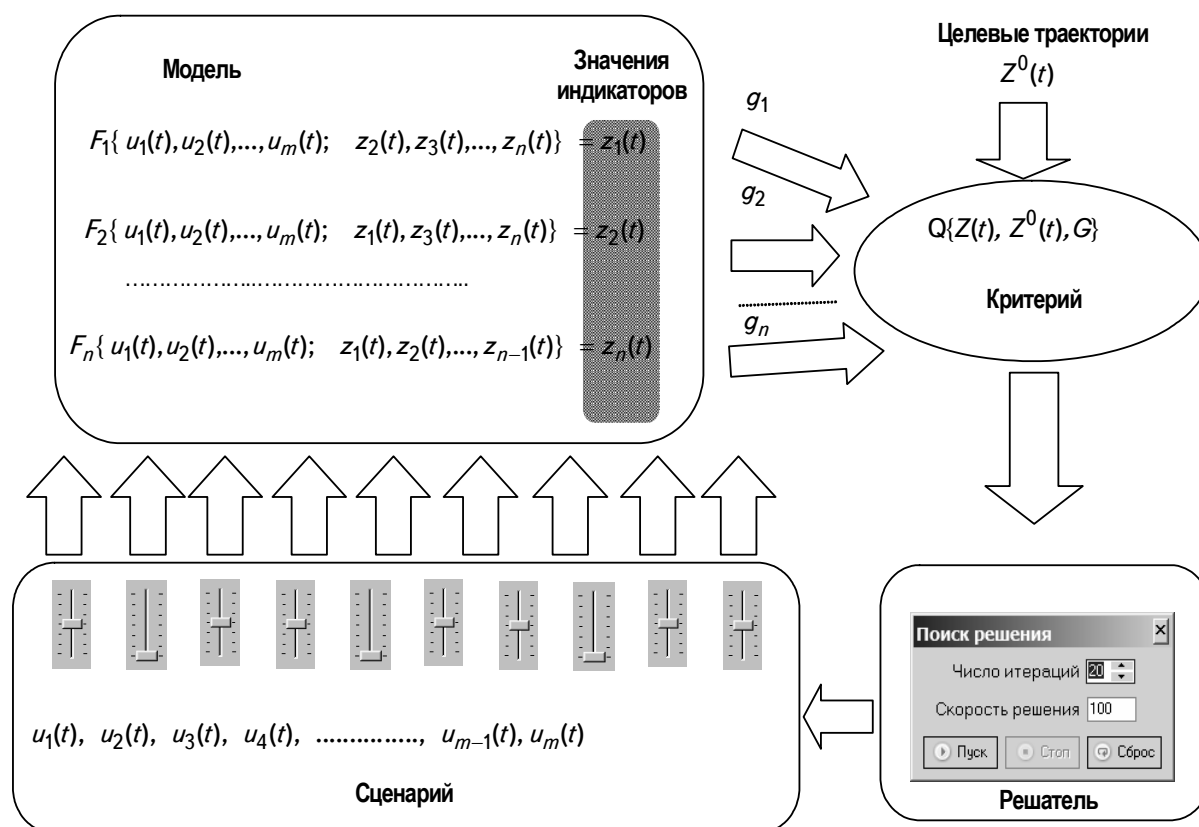 Модель
Значения
индикаторов
F₁{ u₁(t),u₂(t),...,uₘ(t); z₂(t),z₃(t),...,zₙ(t)} = z₁(t)
F₂{ u₁(t),u₂(t),...,uₘ(t); z₁(t),z₃(t),...,zₙ(t)} = z₂(t)
................................................
Fₙ{ u₁(t),u₂(t),...,uₘ(t); z₁(t),z₂(t),...,zₙ₋₁(t)} = zₙ(t)
g₁
g₂
..................
gₙ
Целевые траектории
Z⁰(t)
Q{Z(t), Z⁰(t),G}
Критерий
u₁(t), u₂(t), u₃(t), u₄(t), ..............., uₘ₋₁(t), uₘ(t)
Сценарий
Поиск решения
Число итераций 20
Скорость решения 100
Пуск Стоп Сброс
Решатель